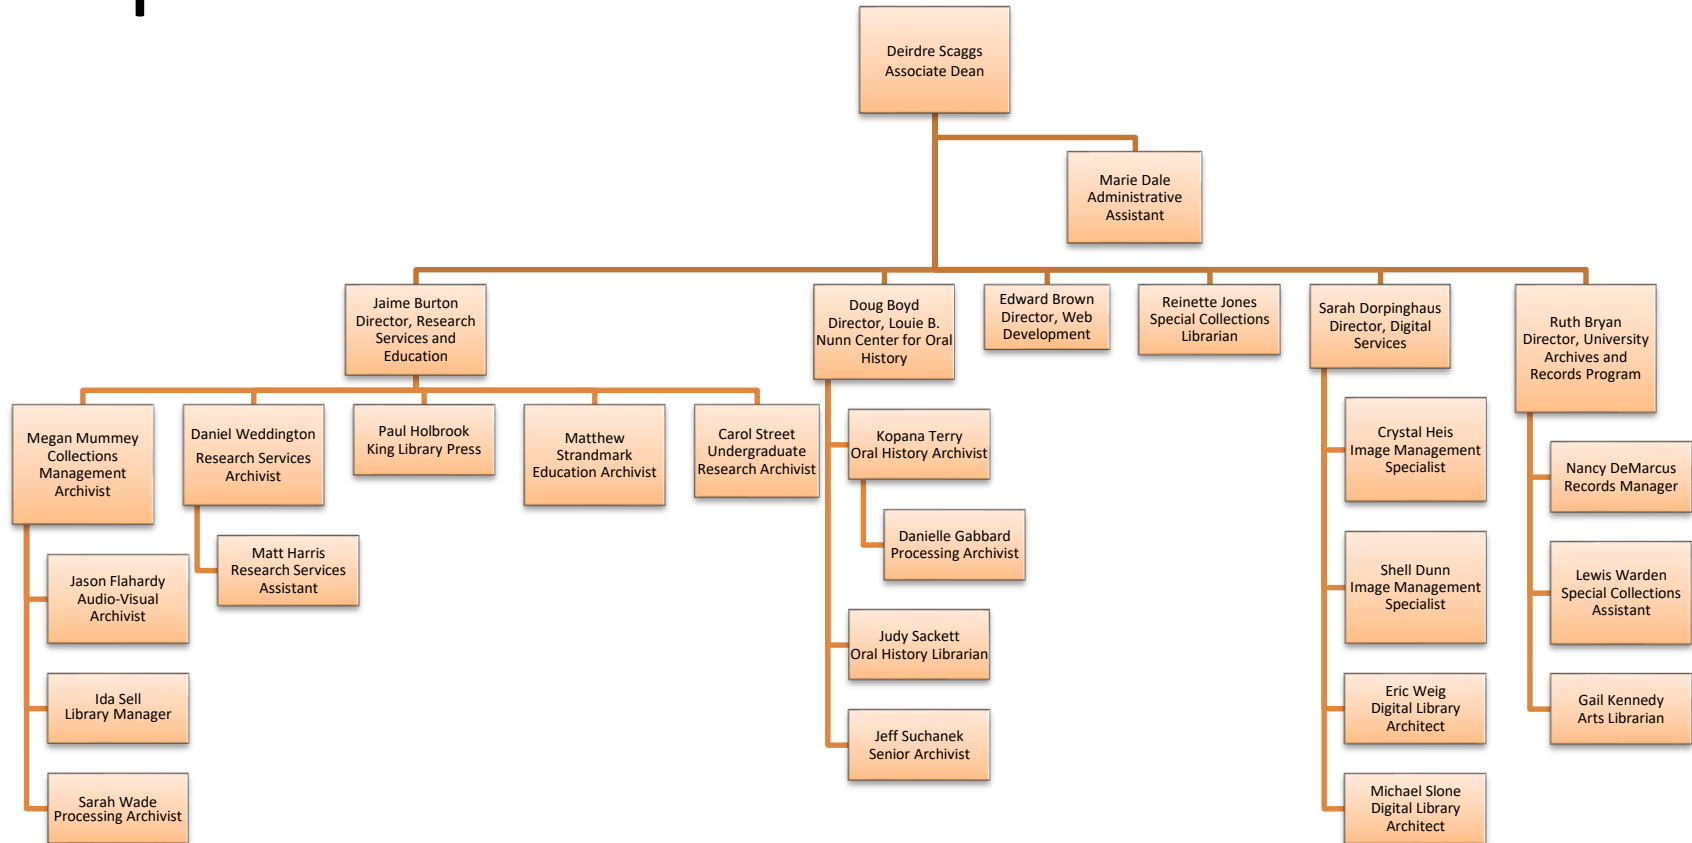 Deirdre Scaggs
Associate Dean
Marie Dale
Administrative
Assistant
Jaime Burton
Director, Research
Services and
Education
Doug Boyd
Director, Louie B.
Nunn Center for Oral
History
Edward Brown
Director, Web
Development
Reinette Jones
Special Collections
Librarian
Sarah Dorpinghaus
Director, Digital
Services
Ruth Bryan
Director, University
Archives and
Records Program
Megan Mummey
Collections
Management
Archivist
Daniel Weddington
Research Services
Archivist
Paul Holbrook
King Library Press
Matthew
Strandmark
Education Archivist
Carol Street
Undergraduate
Research Archivist
Jason Flahardy
Audio-Visual
Archivist
Ida Sell
Library Manager
Sarah Wade
Processing Archivist
Matt Harris
Research Services
Assistant
Kopana Terry
Oral History Archivist
Danielle Gabbard
Processing Archivist
Judy Sackett
Oral History Librarian
Jeff Suchanek
Senior Archivist
Crystal Heis
Image Management
Specialist
Shell Dunn
Image Management
Specialist
Eric Weig
Digital Library
Architect
Michael Slone
Digital Library
Architect
Nancy DeMarcus
Records Manager
Lewis Warden
Special Collections
Assistant
Gail Kennedy
Arts Librarian